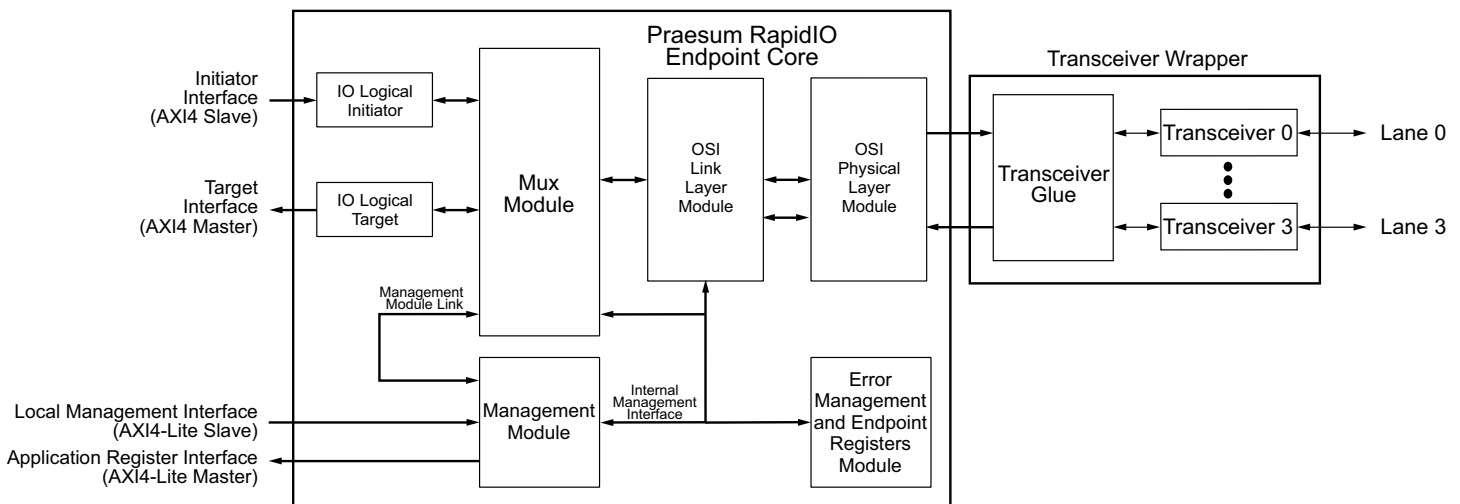 Praesum RapidIO
Endpoint Core
Transceiver Wrapper
Initiator
Interface
(AXI4 Slave)
IO Logical
Initiator
Target
Interface
(AXI4 Master)
IO Logical
Target
Mux
Module
OSI
Link
Layer
Module
OSI
Physical
Layer
Module
Transceiver
Glue
Transceiver 0
Transceiver 3
Lane 0
Lane 3
Management
Module Link
Local Management Interface
(AXI4-Lite Slave)
Application Register Interface
(AXI4-Lite Master)
Management
Module
Internal
Management
Interface
Error
Management
and Endpoint
Registers
Module